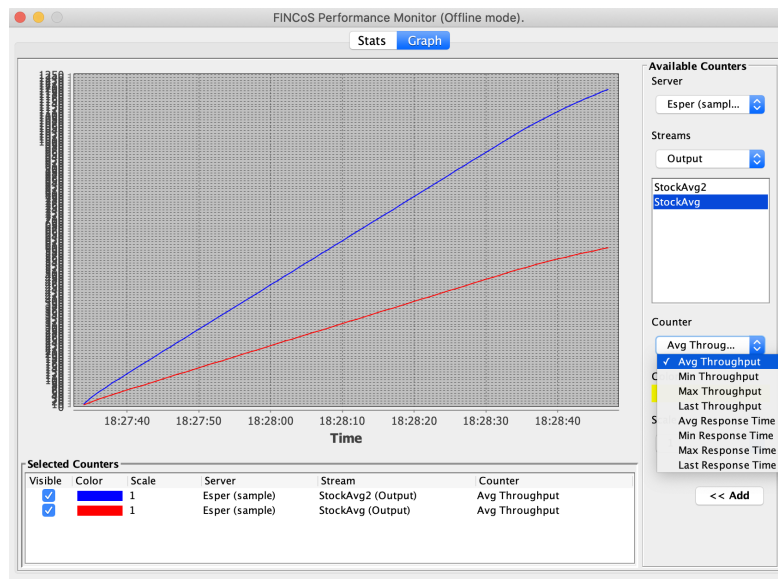 FINCoS Performance Monitor (Offline mode).
Stats Graph
1350
0
18:27:40 18:27:50 18:28:00 18:28:10 18:28:20 18:28:30 18:28:40
Time
Available Counters
Server
Esper (sampl...
Streams
Output
StockAvg2
StockAvg
Counter
Avg Throug...
✓ Avg Throughput
Min Throughput
Max Throughput
Last Throughput
Avg Response Time
Min Response Time
Max Response Time
Last Response Time
<< Add
Selected Counters
Visible Color Scale Server Stream Counter
1 Esper (sample) StockAvg2 (Output) Avg Throughput
1 Esper (sample) StockAvg (Output) Avg Throughput